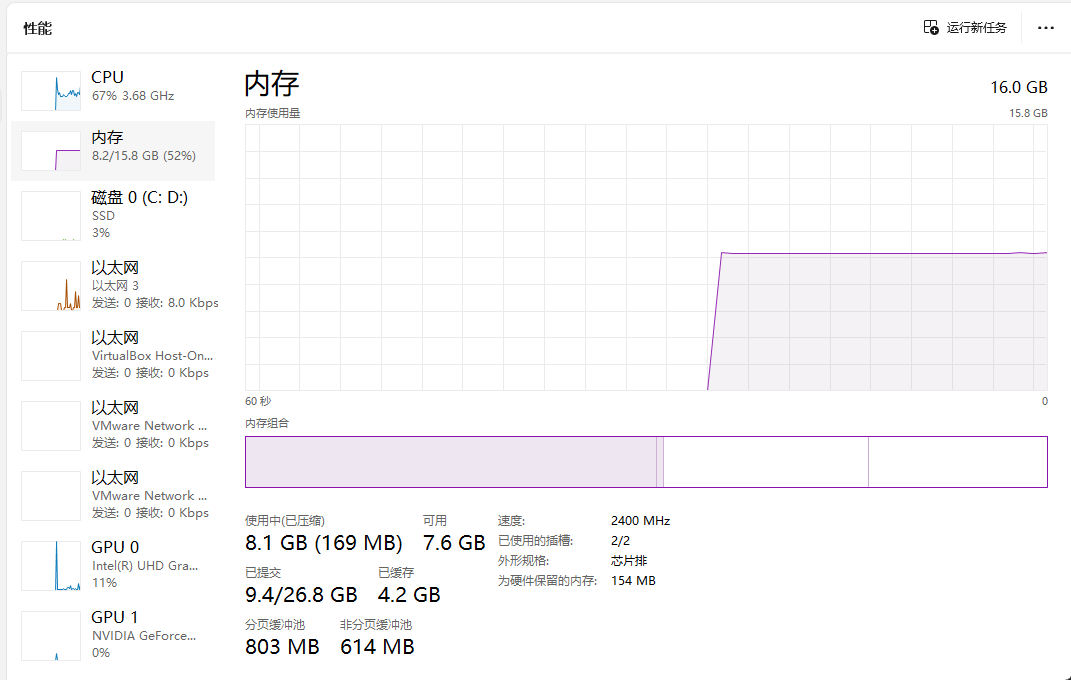 性能
运行新任务
CPU
67% 3.68 GHz
内存
8.2/15.8 GB (52%)
磁盘 0 (C: D:)
SSD
3%
以太网
以太网 3
发送: 0 接收: 8.0 Kbps
以太网
VirtualBox Host-On...
发送: 0 接收: 0 Kbps
以太网
VMware Network ...
发送: 0 接收: 0 Kbps
以太网
VMware Network ...
发送: 0 接收: 0 Kbps
GPU 0
Intel(R) UHD Gra...
11%
GPU 1
NVIDIA GeForce...
0%
内存
16.0 GB
内存使用量
15.8 GB
60 秒
0
内存组合
使用中(已压缩)
8.1 GB (169 MB)
可用
7.6 GB
已提交
9.4/26.8 GB
已缓存
4.2 GB
分页缓冲池
803 MB
非分页缓冲池
614 MB
速度: 2400 MHz
已使用的插槽: 2/2
外形规格: 芯片排
为硬件保留的内存: 154 MB